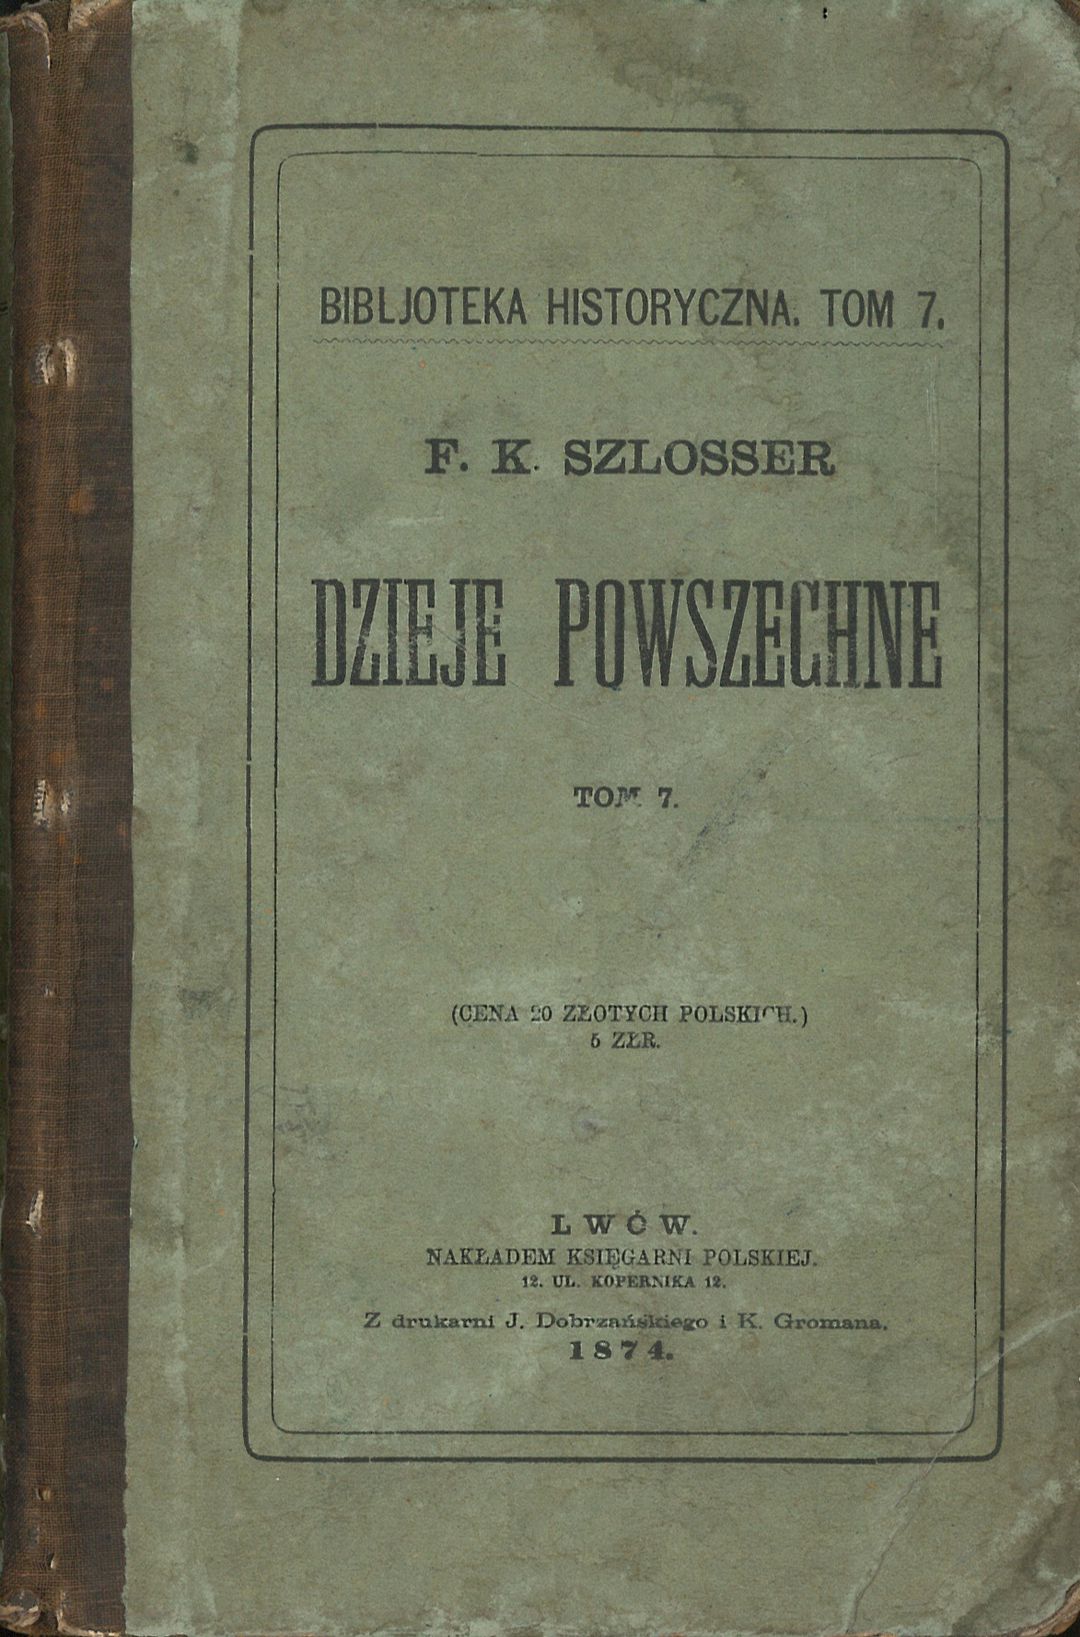 BIBLJOTEKA HISTORYCZNA. TOM 7.
F. K. SZLOSSER
DZIEJE POWSZECHNE
TOM 7.
(CENA 20 ZŁOTYCH POLSKICH.)
5 ZŁR.
LWÓW.
NAKŁADEM KSIĘGARNI POLSKIEJ.
12. UL. KOPERNIKA 12.
Z drukarni J. Dobrzańskiego i K. Gromana.
1874.